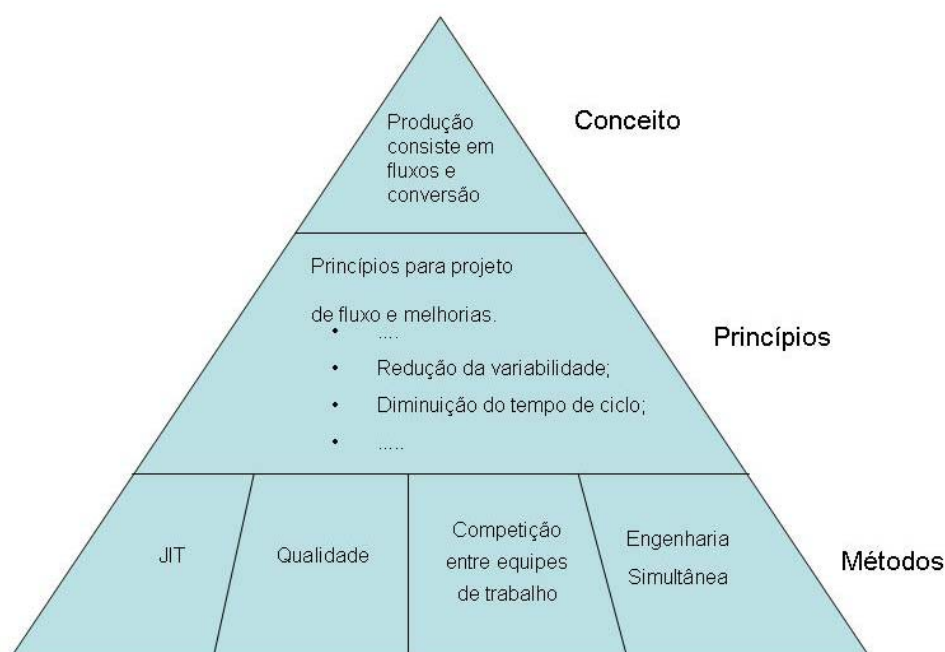 Produção
consiste em
fluxos e
conversão
Conceito
Princípios para projeto
de fluxo e melhorias.
• ....
• Redução da variabilidade;
• Diminuição do tempo de ciclo;
• .....
Princípios
JIT
Qualidade
Competição
entre equipes
de trabalho
Engenharia
Simultânea
Métodos